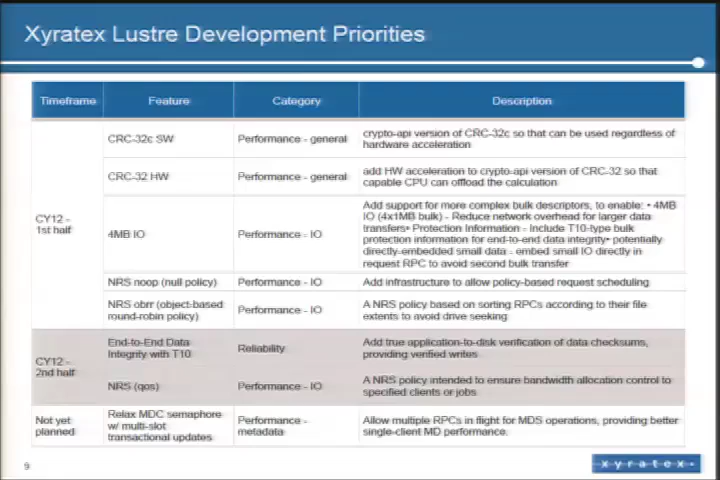 Xyratex Lustre Development Priorities
Timeframe Feature Category Description
CY12 -
1st half
CRC-32c SW
Performance - general
crypto-api version of CRC-32c so that can be used regardless of
hardware acceleration
CRC-32 HW
Performance - general
add HW acceleration to crypto-api version of CRC-32 so that
capable CPU can offload the calculation
4MB IO
Performance - IO
Add support for more complex bulk descriptors, to enable: • 4MB
IO (4x1MB bulk) - Reduce network overhead for larger data
transfers• Protection Information - Include T10-type bulk
protection information for end-to-end data integrity• potentially
directly-embedded small data - embed small IO directly in
request RPC to avoid second bulk transfer
NRS noop (null policy)
Performance - IO
Add infrastructure to allow policy-based request scheduling
NRS obrr (object-based
round-robin policy)
Performance - IO
A NRS policy based on sorting RPCs according to their file
extents to avoid drive seeking
CY12 -
2nd half
End-to-End Data
Integrity with T10
Reliability
Add true application-to-disk verification of data checksums,
providing verified writes
NRS (qos)
Performance - IO
A NRS policy intended to ensure bandwidth allocation control to
specified clients or jobs
Not yet
planned
Relax MDC semaphore
w/ multi-slot
transactional updates
Performance -
metadata
Allow multiple RPCs in flight for MDS operations, providing better
single-client MD performance.
9
xyratex